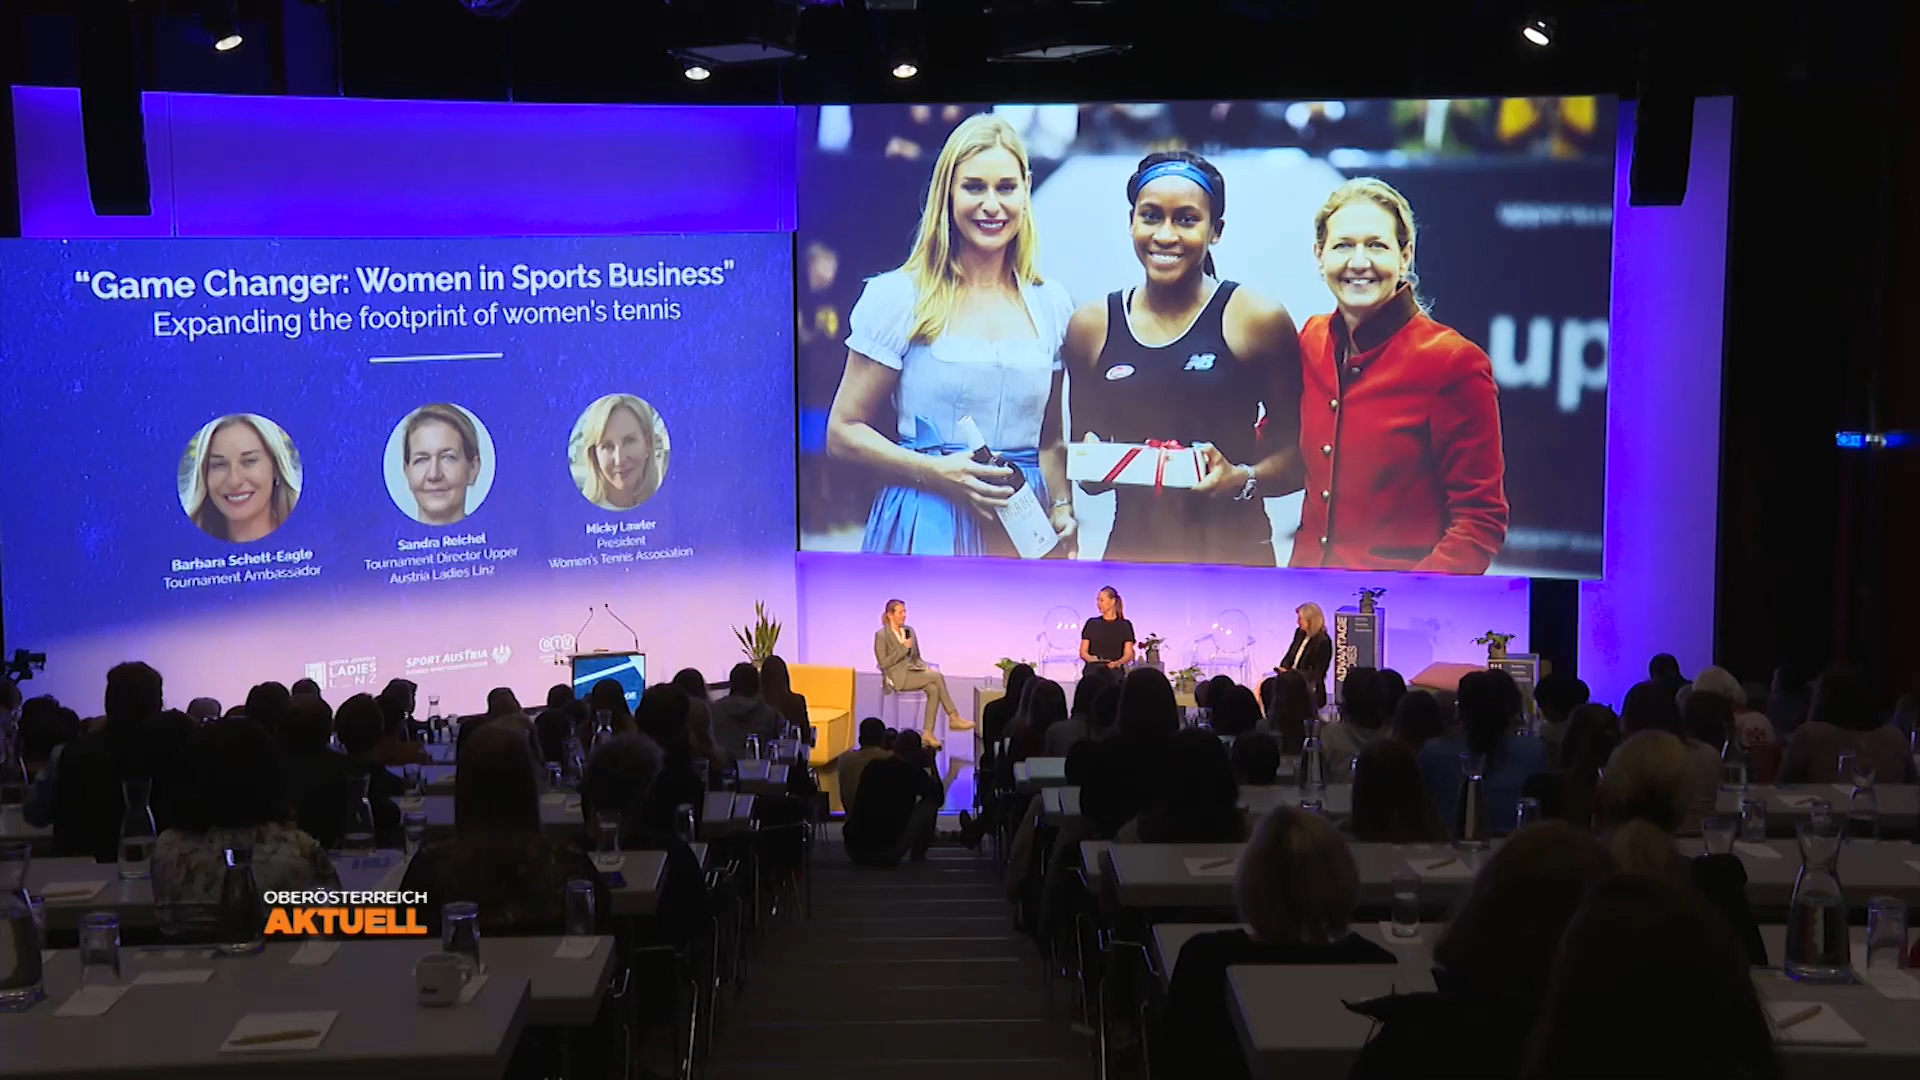 “Game Changer: Women in Sports Business”
Expanding the footprint of women's tennis
Barbara Schett-Eagle
Tournament Ambassador
Sandra Reichel
Tournament Director Upper
Austria Ladies Linz
Micky Lawler
President
Women's Tennis Association
LADIES
LINZ
SPORT AUSTRIA
up
NB
ADVANTAGE
OBERÖSTERREICH
AKTUELL